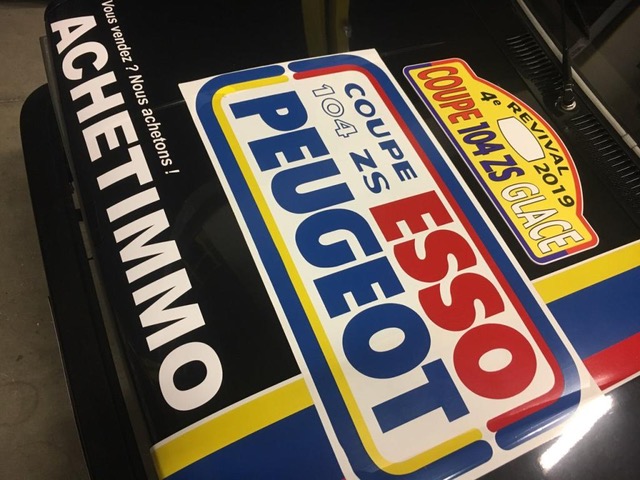 Vous vendez ? Nous achetons !
ACHETIMMO
COUPE
104 ZS
ESSO
PEUGEOT
4e REVIVAL
2019
COUPE 104 ZS GLACE